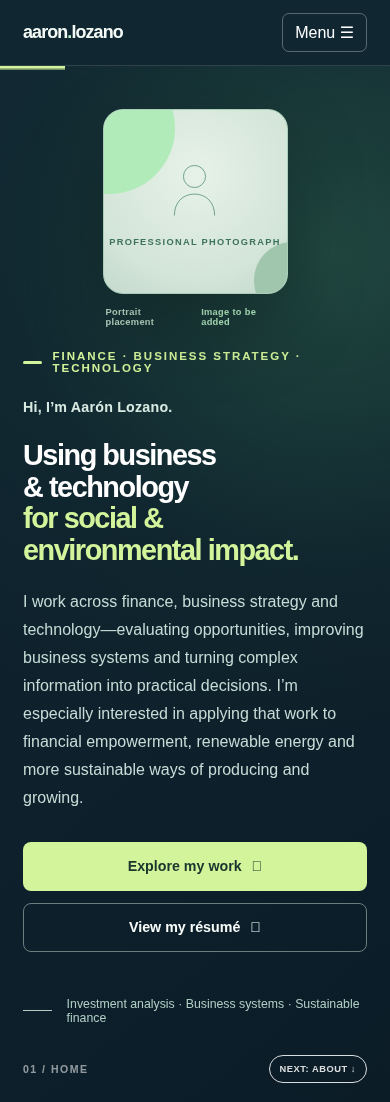 aaron.lozano
Menu ☰
PROFESSIONAL PHOTOGRAPH
Portrait
placement
Image to be
added
FINANCE · BUSINESS STRATEGY ·
TECHNOLOGY
Hi, I’m Aarón Lozano.
Using business
& technology
for social &
environmental impact.
I work across finance, business strategy and
technology—evaluating opportunities, improving
business systems and turning complex
information into practical decisions. I’m
especially interested in applying that work to
financial empowerment, renewable energy and
more sustainable ways of producing and
growing.
Explore my work
View my résumé
Investment analysis · Business systems · Sustainable
finance
01 / HOME
NEXT: ABOUT ↓